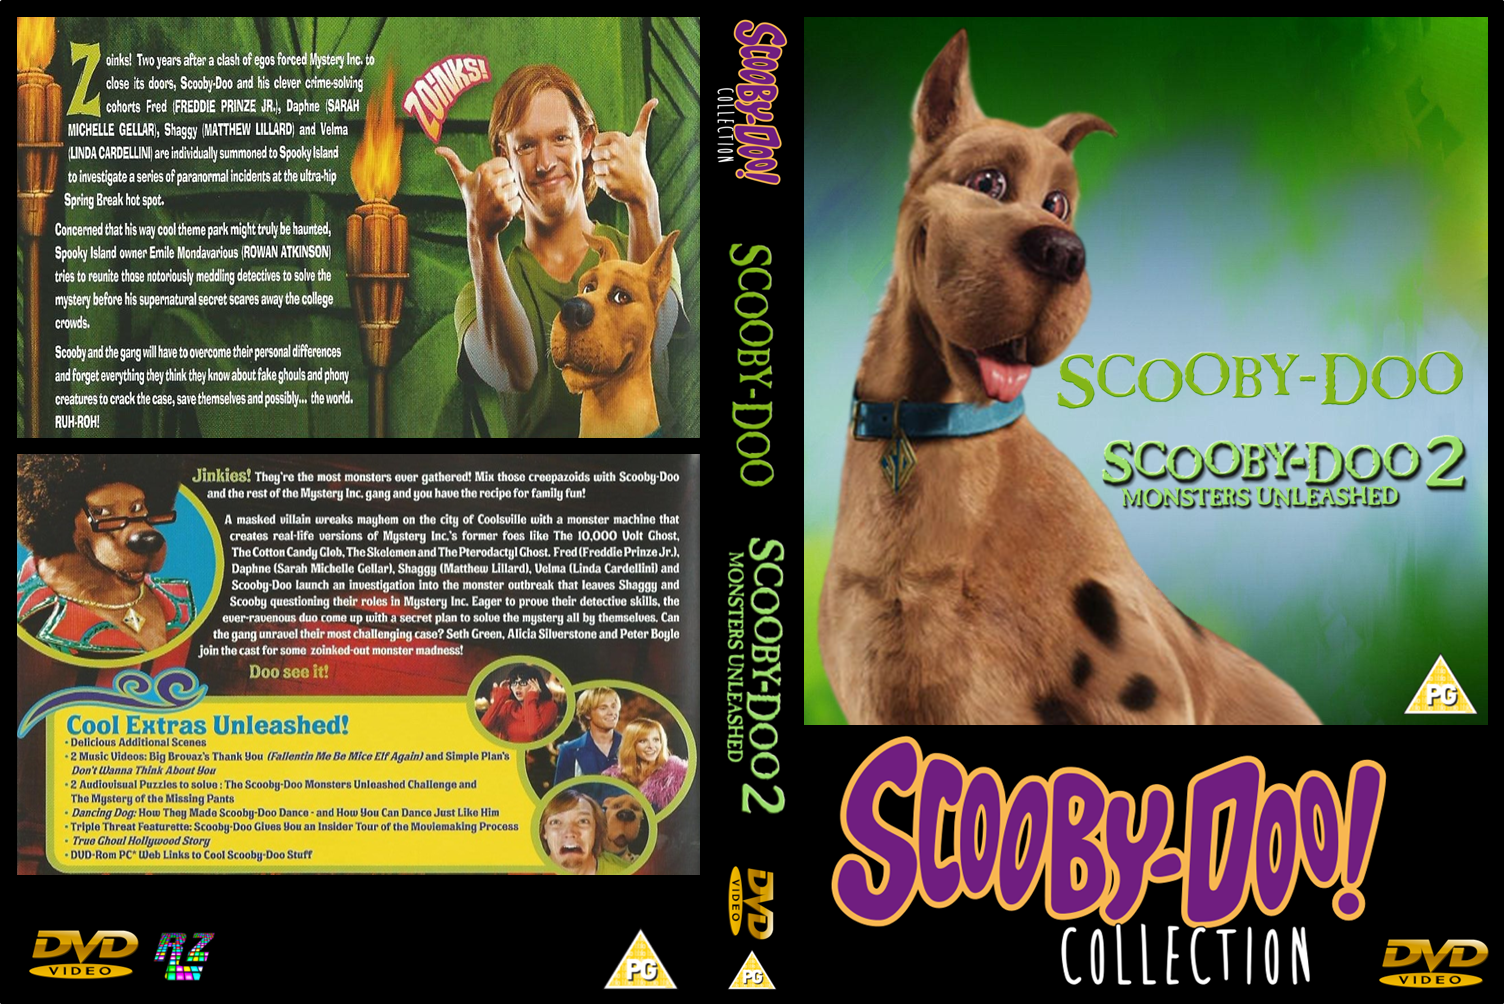 Zoinks! Two years after a clash of egos forced Mystery Inc. to
close its doors, Scooby-Doo and his clever crime-solving
cohorts Fred (FREDDIE PRINZE JR.), Daphne (SARAH
MICHELLE GELLAR), Shaggy (MATTHEW LILLARD) and Velma
(LINDA CARDELLINI) are individually summoned to Spooky Island
to investigate a series of paranormal incidents at the ultra-hip
Spring Break hot spot.
Concerned that his way cool theme park might truly be haunted,
Spooky Island owner Emile Mondavarious (ROWAN ATKINSON)
tries to reunite those notoriously meddling detectives to solve the
mystery before his supernatural secret scares away the college
crowds.
Scooby and the gang will have to overcome their personal differences
and forget everything they think they know about fake ghouls and phony
creatures to crack the case, save themselves and possibly... the world.
RUH-ROH!
ZOINKS!
Jinkies! They're the most monsters ever gathered! Mix those creepazoids with Scooby-Doo
and the rest of the Mystery Inc. gang and you have the recipe for family fun!
A masked villain wreaks mayhem on the city of Coolsville with a monster machine that
creates real-life versions of Mystery Inc.'s former foes like The 10,000 Volt Ghost,
The Cotton Candy Glob, The Skelemen and The Pterodactyl Ghost. Fred (Freddie Prinze Jr.),
Daphne (Sarah Michelle Gellar), Shaggy (Matthew Lillard), Velma (Linda Cardellini) and
Scooby-Doo launch an investigation into the monster outbreak that leaves Shaggy and
Scooby questioning their roles in Mystery Inc. Eager to prove their detective skills, the
ever-ravenous duo come up with a secret plan to solve the mystery all by themselves. Can
the gang unravel their most challenging case? Seth Green, Alicia Silverstone and Peter Boyle
join the cast for some zoinked-out monster madness!
Doo see it!
Cool Extras Unleashed!
• Delicious Additional Scenes
• 2 Music Videos: Big Brovaz's Thank You (Fallentin Me Be Mice Elf Again) and Simple Plan's
Don't Wanna Think About You
• 2 Audiovisual Puzzles to solve : The Scooby-Doo Monsters Unleashed Challenge and
The Mystery of the Missing Pants
• Dancing Dog: How They Made Scooby-Doo Dance - and How You Can Dance Just Like Him
• Triple Threat Featurette: Scooby-Doo Gives You an Insider Tour of the Moviemaking Process
• True Ghoul Hollywood Story
• DVD-Rom PC* Web Links to Cool Scooby-Doo Stuff
DVD
VIDEO
PG
SCOOBY-DOO!
COLLECTION
SCOOBY-DOO
SCOOBY-DOO 2
MONSTERS UNLEASHED
DVD
VIDEO
PG
SCOOBY-DOO
SCOOBY-DOO 2
MONSTERS UNLEASHED
PG
SCOOBY-DOO!
COLLECTION
DVD
VIDEO